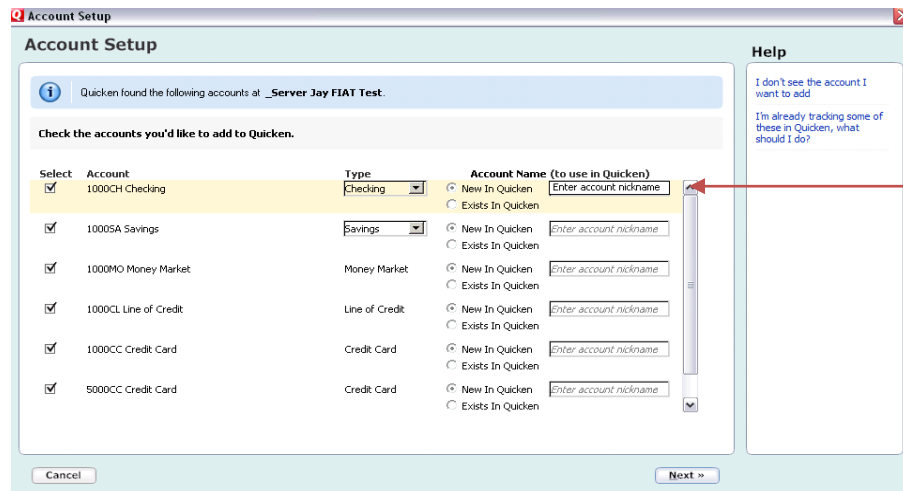 Account Setup
Account Setup
Help
Quicken found the following accounts at _Server Jay FIAT Test.
I don't see the account I
want to add
I'm already tracking some of
these in Quicken, what
should I do?
Check the accounts you'd like to add to Quicken.
Select Account Type Account Name (to use in Quicken)
1000CH Checking Checking New In Quicken Enter account nickname
Exists In Quicken
1000SA Savings Savings New In Quicken Enter account nickname
Exists In Quicken
1000MO Money Market Money Market New In Quicken Enter account nickname
Exists In Quicken
1000CL Line of Credit Line of Credit New In Quicken Enter account nickname
Exists In Quicken
1000CC Credit Card Credit Card New In Quicken Enter account nickname
Exists In Quicken
5000CC Credit Card Credit Card New In Quicken Enter account nickname
Exists In Quicken
Cancel
Next »